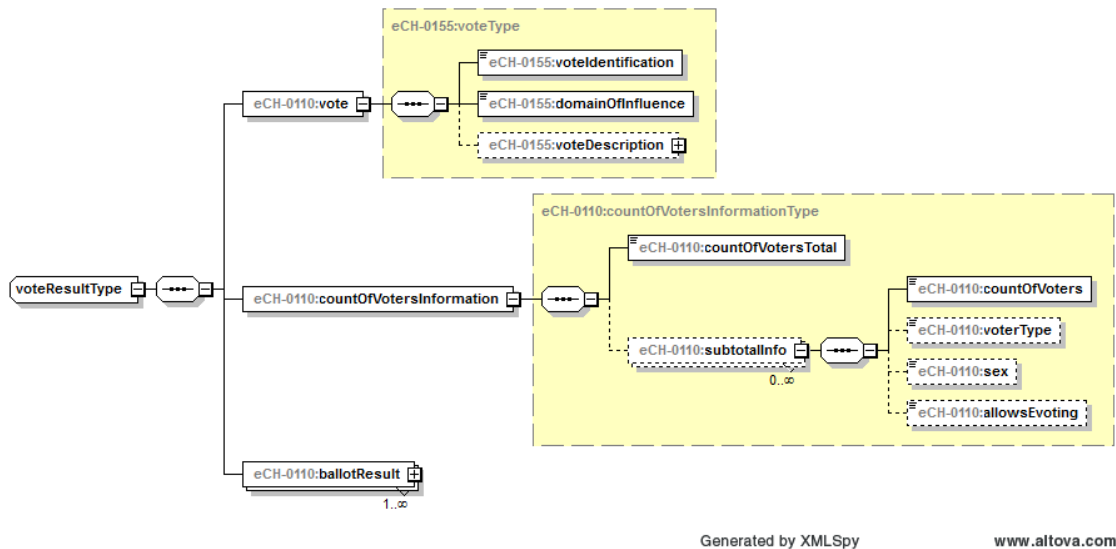 eCH-0155:voteType
eCH-0155:voteIdentification
eCH-0110:vote
eCH-0155:domainOfInfluence
eCH-0155:voteDescription
eCH-0110:countOfVotersInformationType
eCH-0110:countOfVotersTotal
voteResultType
eCH-0110:countOfVotersInformation
eCH-0110:countOfVoters
eCH-0110:voterType
eCH-0110:subtotalInfo
0..∞
eCH-0110:sex
eCH-0110:allowsEvoting
eCH-0110:ballotResult
1..∞
Generated by XMLSpy www.altova.com